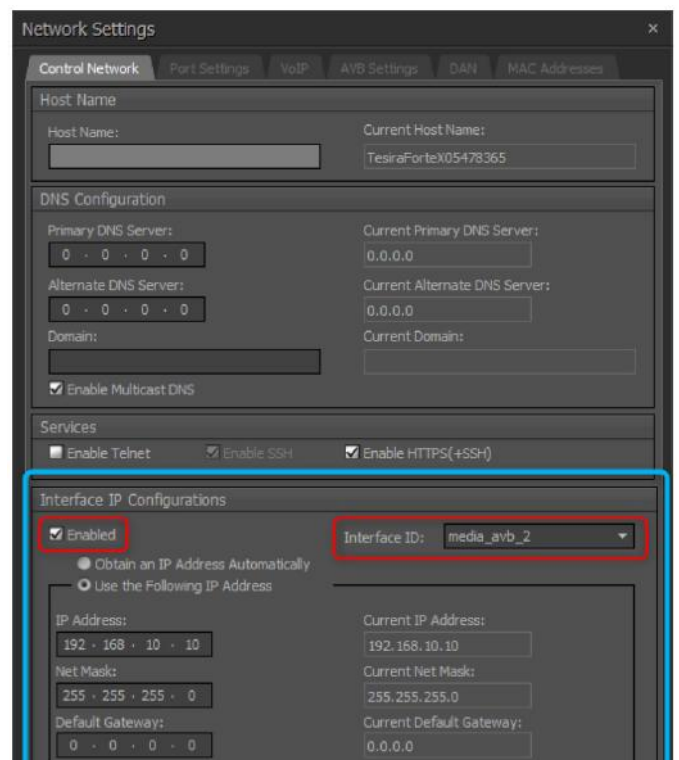 Network Settings ×
Control Network Port Settings VoIP AVB Settings DAN MAC Addresses
Host Name
Host Name: Current Host Name:
TesiraForteX05478365
DNS Configuration
Primary DNS Server: Current Primary DNS Server:
0 . 0 . 0 . 0 0.0.0.0
Alternate DNS Server: Current Alternate DNS Server:
0 . 0 . 0 . 0 0.0.0.0
Domain: Current Domain:
Enable Multicast DNS
Services
Enable Telnet Enable SSH Enable HTTPS(+SSH)
Interface IP Configurations
Enabled Interface ID: media_avb_2
Obtain an IP Address Automatically
Use the Following IP Address
IP Address: Current IP Address:
192 . 168 . 10 . 10 192.168.10.10
Net Mask: Current Net Mask:
255 . 255 . 255 . 0 255.255.255.0
Default Gateway: Current Default Gateway:
0 . 0 . 0 . 0 0.0.0.0